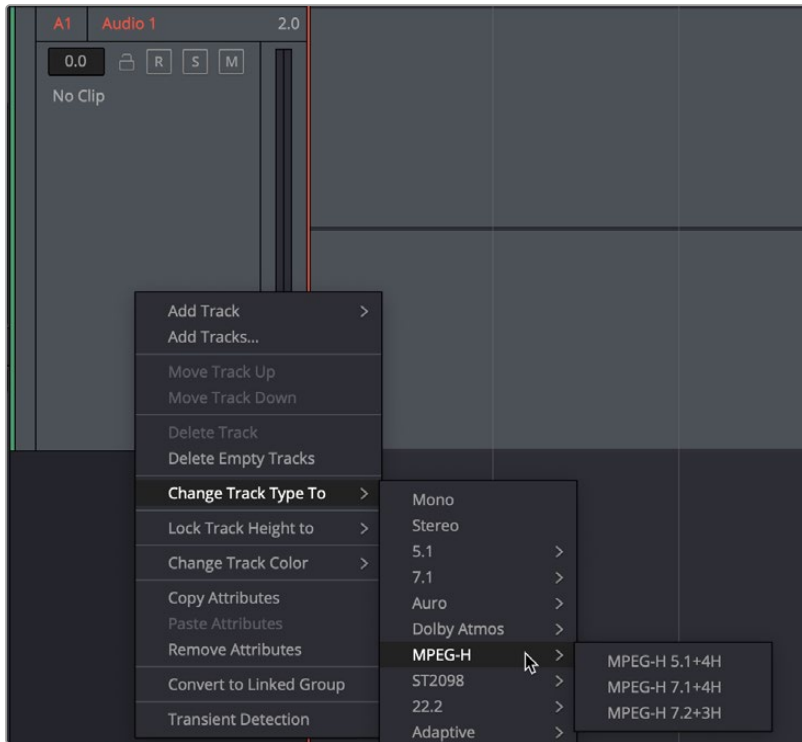 A1 Audio 1 2.0
0.0 R S M
No Clip
Add Track >
Add Tracks...
Move Track Up
Move Track Down
Delete Track
Delete Empty Tracks
Change Track Type To >
Lock Track Height to >
Change Track Color >
Copy Attributes
Paste Attributes
Remove Attributes
Convert to Linked Group
Transient Detection
Mono
Stereo
5.1 >
7.1 >
Auro >
Dolby Atmos >
MPEG-H >
ST2098 >
22.2 >
Adaptive >
MPEG-H 5.1+4H
MPEG-H 7.1+4H
MPEG-H 7.2+3H